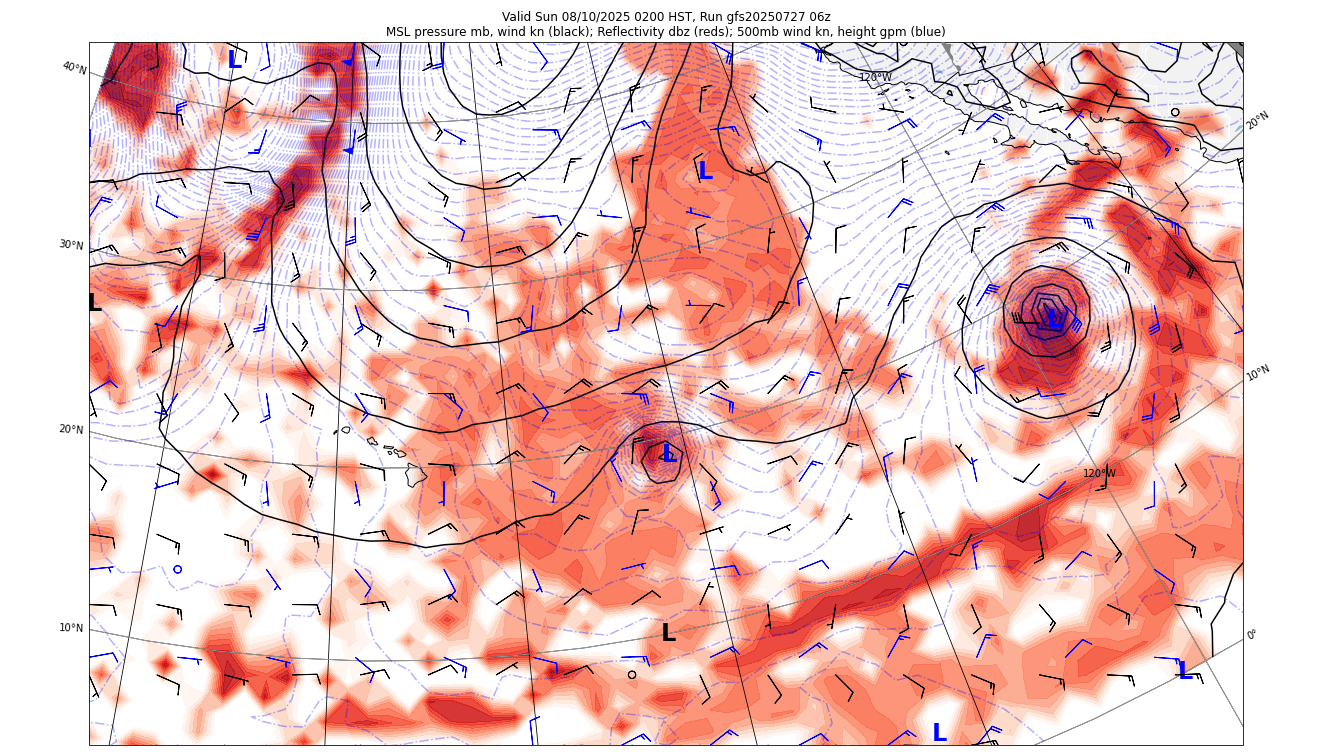 Valid Sun 08/10/2025 0200 HST, Run gfs20250727 06z
MSL pressure mb, wind kn (black); Reflectivity dbz (reds); 500mb wind kn, height gpm (blue)
L
40°N
120°W
20°N
L
30°N
L
L
10°N
20°N
L
120°W
10°N
L
0°
L
L